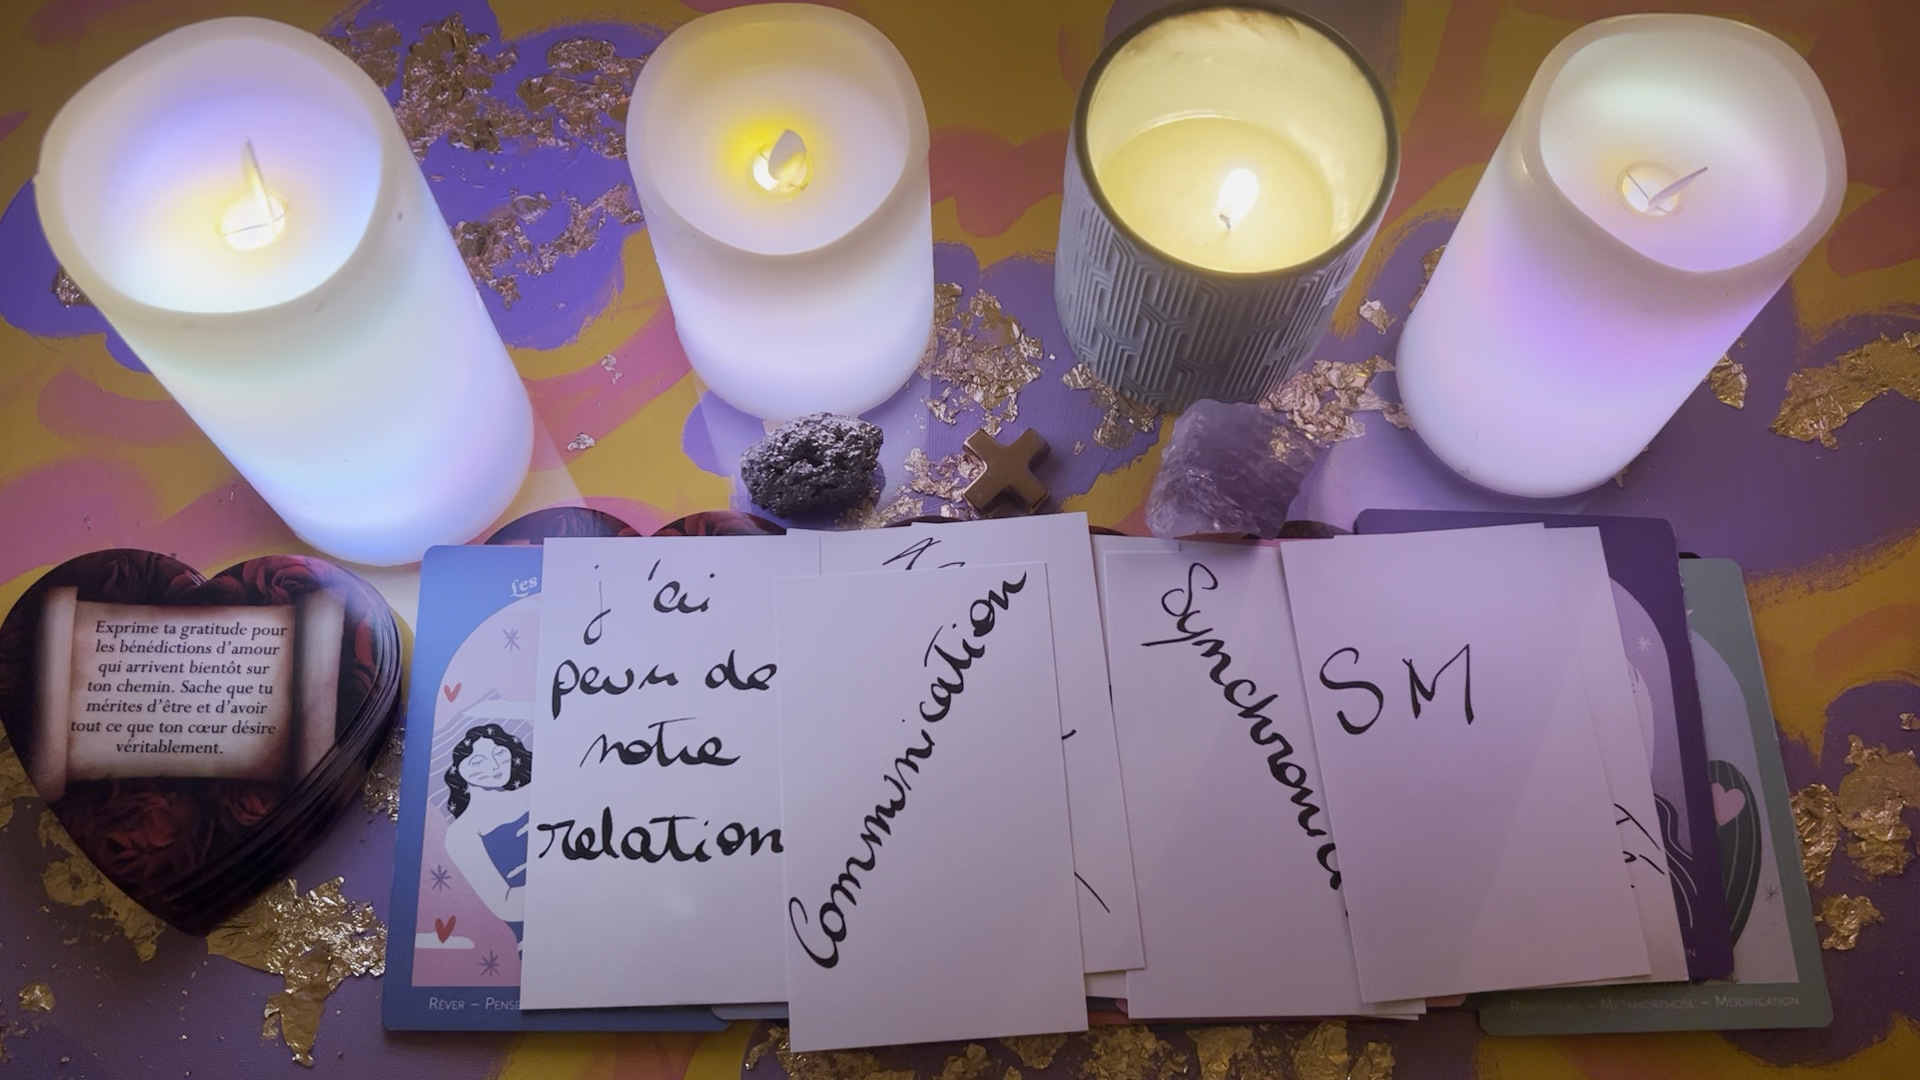 Exprime ta gratitude pour
les bénédictions d'amour
qui arrivent bientôt sur
ton chemin. Sache que tu
mérites d'être et d'avoir
tout ce que ton cœur désire
véritablement.
Les
RÊVER –
j'ai
peur de
notre
relation
Communication
SM
RENOUVEAU – MÉTAMORPHOSE – MODIFICATION